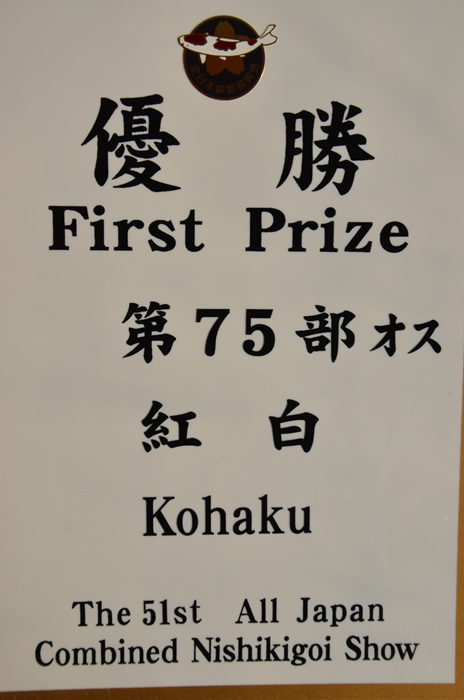 優勝
First Prize
第75部オス
紅白
Kohaku
The 51st All Japan
Combined Nishikigoi Show